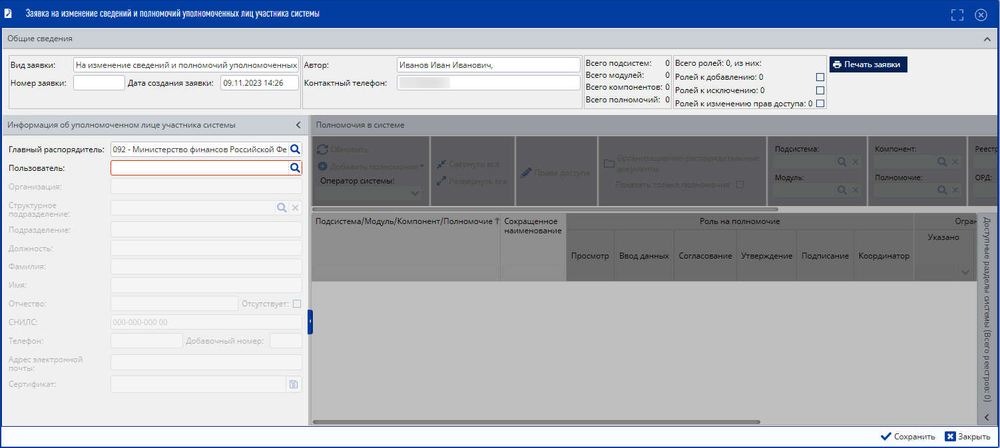 Заявка на изменение сведений и полномочий уполномоченных лиц участника системы
Общие сведения
Вид заявки: На изменение сведений и полномочий уполномоченных
Номер заявки: Дата создания заявки: 09.11.2023 14:26
Автор: Иванов Иван Иванович,
Контактный телефон:
Всего подсистем: 0
Всего модулей: 0
Всего компонентов: 0
Всего полномочий: 0
Всего ролей: 0, из них:
Ролей к добавлению: 0
Ролей к исключению: 0
Ролей к изменению прав доступа: 0
Печать заявки
Информация об уполномоченном лице участника системы
Главный распорядитель: 092 - Министерство финансов Российской Фе
Пользователь:
Организация:
Структурное
подразделение:
Подразделение:
Должность:
Фамилия:
Имя:
Отчество: Отсутствует:
СНИЛС: 000-000-000 00
Телефон: Добавочный номер:
Адрес электронной
почты:
Сертификат:
Полномочия в системе
Обновить
Добавить полномочие
Оператор системы:
Свернуть все
Развернуть все
Права доступа
Организационно-распорядительные
документы
Показать только полномочия:
Подсистема:
Модуль:
Компонент:
Полномочие:
Реестр
ОРД:
Подсистема/Модуль/Компонент/Полномочие
Сокращенное
наименование
Роль на полномочие
Просмотр Ввод данных Согласование Утверждение Подписание Координатор
Огран
Указано
Доступные разделы системы (Всего реестров: 0)
Сохранить Закрыть